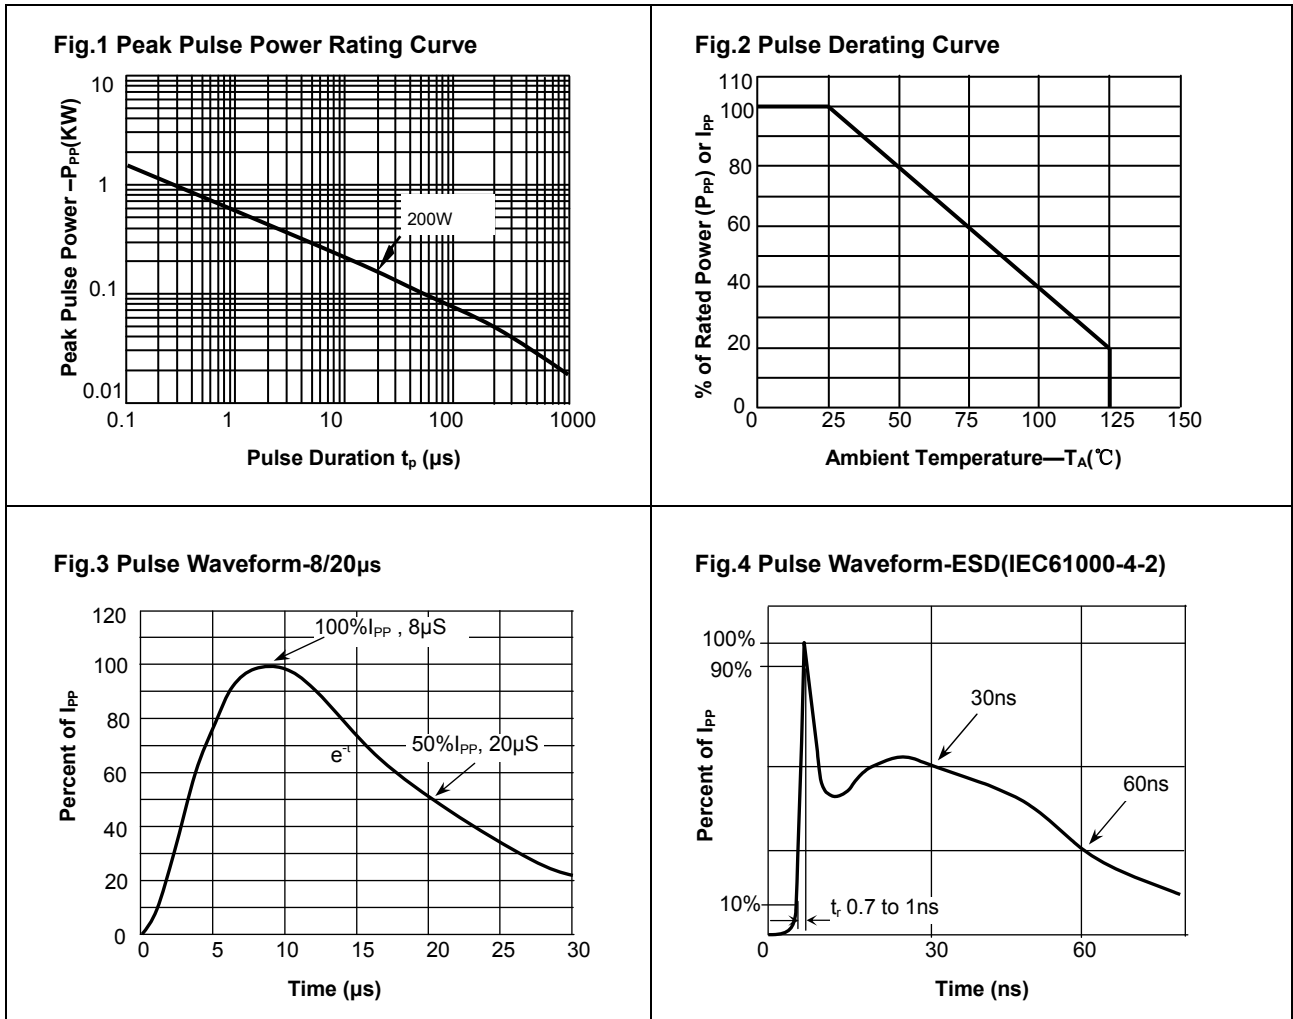 Fig.1 Peak Pulse Power Rating Curve
Peak Pulse Power –PPP(KW)
10
1
0.1
0.01
200W
0.1 1 10 100 1000
Pulse Duration tp (µs)
Fig.2 Pulse Derating Curve
% of Rated Power (PPP) or IPP
110
100
80
60
40
20
0
25 50 75 100 125 150
Ambient Temperature—TA(℃)
Fig.3 Pulse Waveform-8/20µs
Percent of IPP
120
100
80
60
40
20
0
100%IPP , 8µS
50%IPP, 20µS
e-t
0 5 10 15 20 25 30
Time (µs)
Fig.4 Pulse Waveform-ESD(IEC61000-4-2)
Percent of IPP
100%
90%
10%
30ns
60ns
tr 0.7 to 1ns
0 30 60
Time (ns)